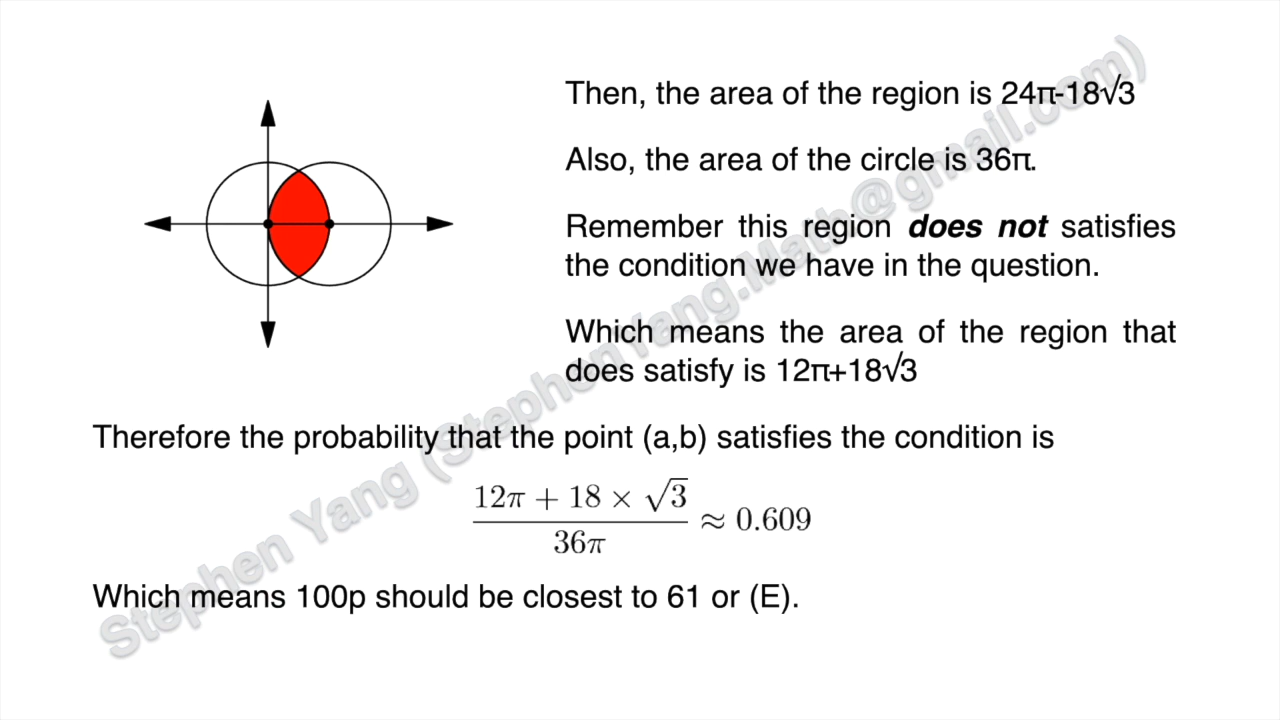 Then, the area of the region is 24π-18√3
Also, the area of the circle is 36π.
Remember this region does not satisfies
the condition we have in the question.
Which means the area of the region that
does satisfy is 12π+18√3
Therefore the probability that the point (a,b) satisfies the condition is
12π + 18 × √3
36π
≈ 0.609
Which means 100p should be closest to 61 or (E).
Stephen Yang (StephenYang.Math@gmail.com)